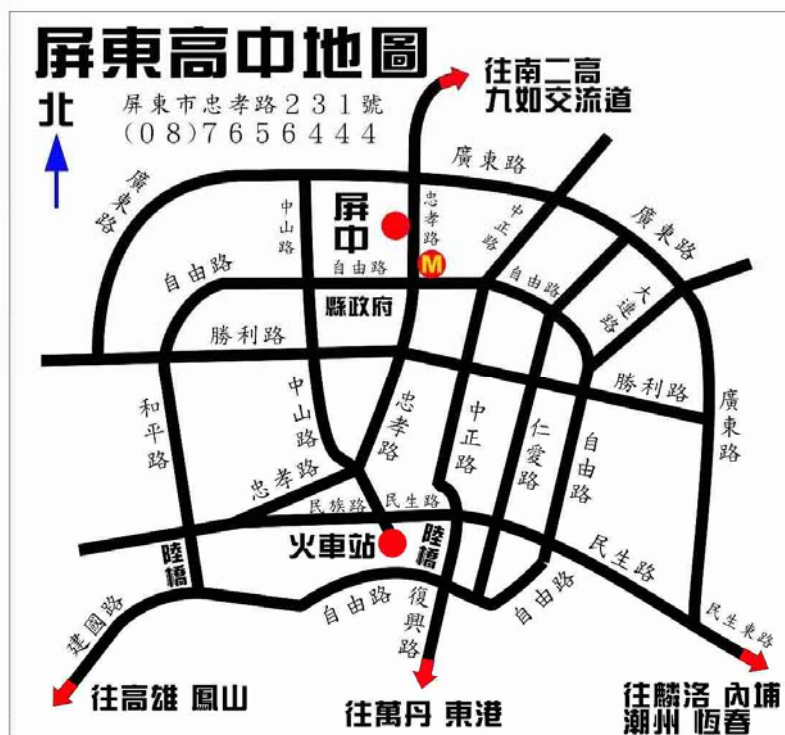 屏東高中地圖
往南二高
九如交流道
北
屏東市忠孝路231號
(08)7656444
廣東路
廣東路
中山路
屏中
忠孝路
中正路
廣東路
M
自由路
自由路
自由路
大連路
縣政府
勝利路
勝利路
廣東路
和平路
中山路
忠孝路
中正路
仁愛路
自由路
忠孝路
民族路
民生路
火車站
陸橋
陸橋
民生路
自由路
自由路
復興路
建國路
民生東路
往高雄 鳳山
往萬丹 東港
往麟洛 內埔
潮州 恆春